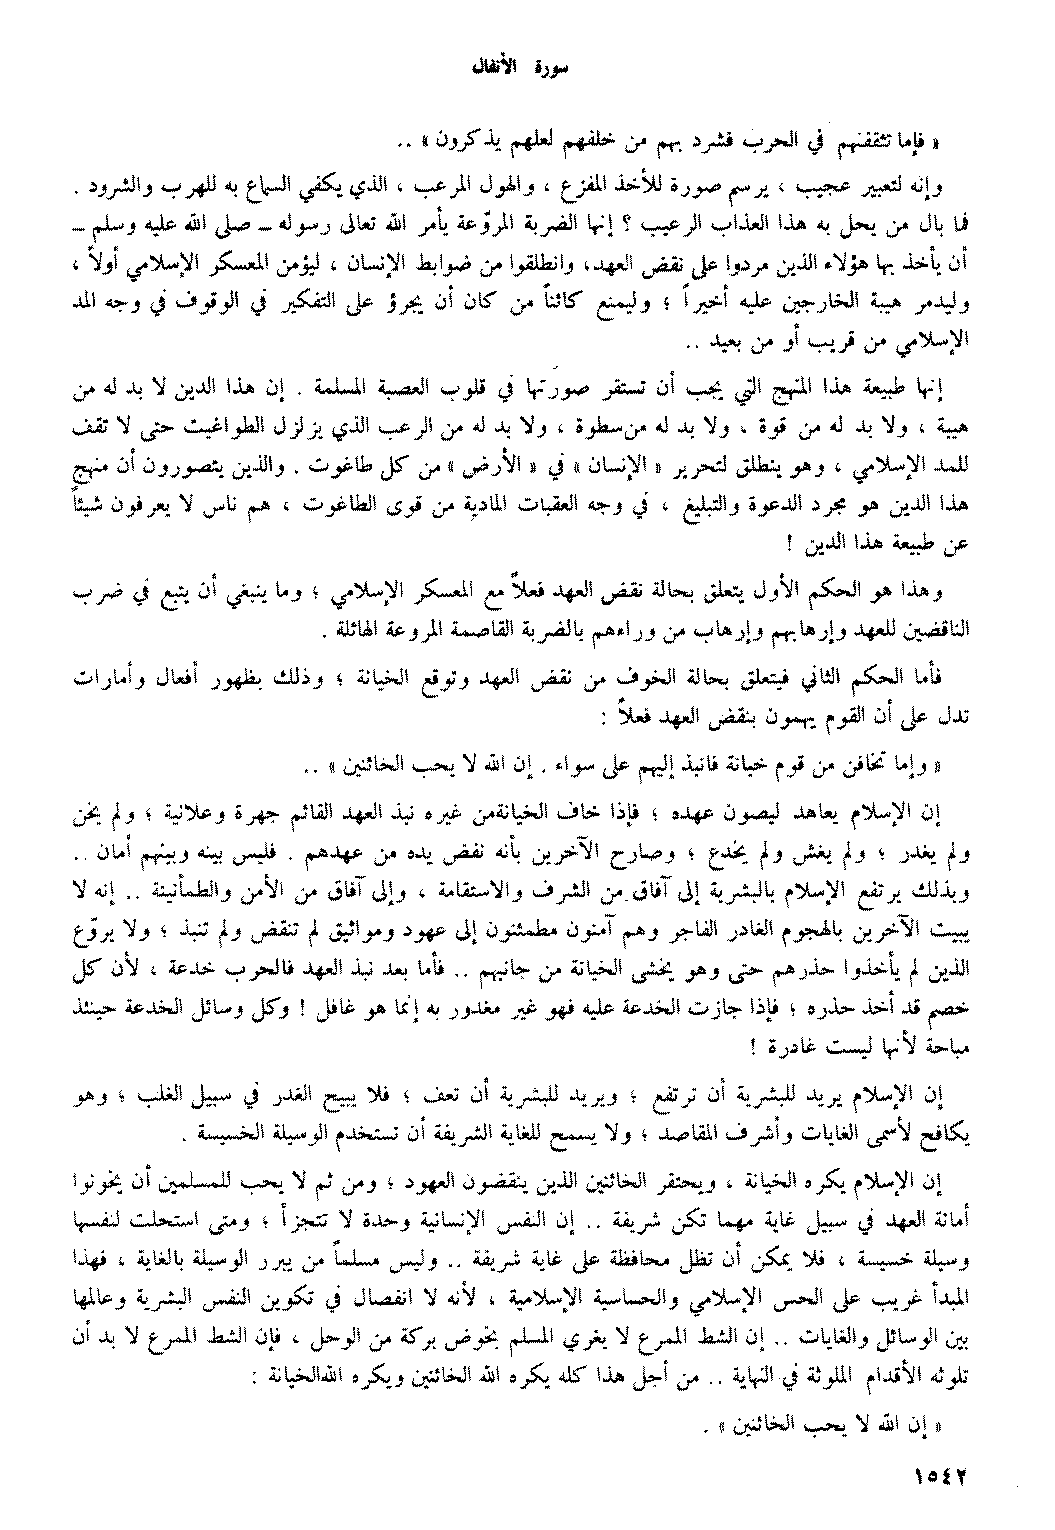 سورة الأنفال
« فإما تثقفنهم في الحرب فشرد بهم من خلفهم لعلهم يذكرون » ..
وإنه لتعبير عجيب ، يرسم صورة للأخذ المفزع ، والهول المرعب ، الذي يكفي السماع به للهرب والشرود .
فما بال من يحل به هذا العذاب الرعيب ؟ إنها الضربة المروّعة يأمر الله تعالى رسوله – صلى الله عليه وسلم –
أن يأخذ بها هؤلاء الذين مردوا على نقض العهد، وانطلقوا من ضوابط الإنسان ، ليؤمن المعسكر الإسلامي أولاً ،
وليدمر هيبة الخارجين عليه أخيراً ؛ وليمنع كائناً من كان أن يجرؤ على التفكير في الوقوف في وجه المد
الإسلامي من قريب أو من بعيد ..
إنها طبيعة هذا المنهج التي يجب أن تستقر صورتها في قلوب العصبة المسلمة . إن هذا الدين لا بد له من
هيبة ، ولا بد له من قوة ، ولا بد له من سطوة ، ولا بد له من الرعب الذي يزلزل الطواغيت حتى لا تقف
للمد الإسلامي ، وهو ينطلق لتحرير « الإنسان » في « الأرض » من كل طاغوت . والذين يتصورون أن منهج
هذا الدين هو مجرد الدعوة والتبليغ ، في وجه العقبات المادية من قوى الطاغوت ، هم ناس لا يعرفون شيئاً
عن طبيعة هذا الدين !
وهذا هو الحكم الأول يتعلق بحالة نقض العهد فعلاً مع المعسكر الإسلامي ؛ وما ينبغي أن يتبع في ضرب
الناقضين للعهد وإرهابهم وإرهاب من وراءهم بالضربة القاصمة المروعة الهائلة .
فأما الحكم الثاني فيتعلق بحالة الخوف من نقض العهد وتوقع الخيانة ؛ وذلك بظهور أفعال وأمارات
تدل على أن القوم يهمون بنقض العهد فعلاً :
« وإما تخافن من قوم خيانة فانبذ إليهم على سواء . إن الله لا يحب الخائنين » ..
إن الإسلام يعاهد ليصون عهده ؛ فإذا خاف الخيانة من غيره نبذ العهد القائم جهرة وعلانية ؛ ولم يخن
ولم يغدر ؛ ولم يغش ولم يخدع ؛ وصارح الآخرين بأنه نفض يده من عهدهم . فليس بينه وبينهم أمان ..
وبذلك يرتفع الإسلام بالبشرية إلى آفاق من الشرف والاستقامة ، وإلى آفاق من الأمن والطمأنينة .. إنه لا
يبيت الآخرين بالهجوم الغادر الفاجر وهم آمنون مطمئنون إلى عهود ومواثيق لم تنقض ولم تنبذ ؛ ولا يروّع
الذين لم يأخذوا حذرهم حتى وهو يخشى الخيانة من جانبهم .. فأما بعد نبذ العهد فالحرب خدعة ، لأن كل
خصم قد أخذ حذره ؛ فإذا جازت الخدعة عليه فهو غير مغدور به إنما هو غافل ! وكل وسائل الخدعة حينئذ
مباحة لأنها ليست غادرة !
إن الإسلام يريد للبشرية أن ترتفع ؛ ويريد للبشرية أن تعف ؛ فلا يبيح الغدر في سبيل الغلب ؛ وهو
يكافح لأسمى الغايات وأشرف المقاصد ؛ ولا يسمح للغاية الشريفة أن تستخدم الوسيلة الخسيسة .
إن الإسلام يكره الخيانة ، ويحتقر الخائنين الذين ينقضون العهود ؛ ومن ثم لا يحب للمسلمين أن يخونوا
أمانة العهد في سبيل غاية مهما تكن شريفة .. إن النفس الإنسانية وحدة لا تتجزأ ؛ ومتى استحلت لنفسها
وسيلة خسيسة ، فلا يمكن أن تظل محافظة على غاية شريفة .. وليس مسلماً من يبرر الوسيلة بالغاية ، فهذا
المبدأ غريب على الحس الإسلامي والحساسية الإسلامية ، لأنه لا انفصال في تكوين النفس البشرية وعالمها
بين الوسائل والغايات .. إن الشط الممرع لا يغري المسلم بخوض بركة من الوحل ، فإن الشط الممرع لا بد أن
تلوثه الأقدام الملوثة في النهاية .. من أجل هذا كله يكره الله الخائنين ويكره الله الخيانة :
« إن الله لا يحب الخائنين » .
١٥٤٢